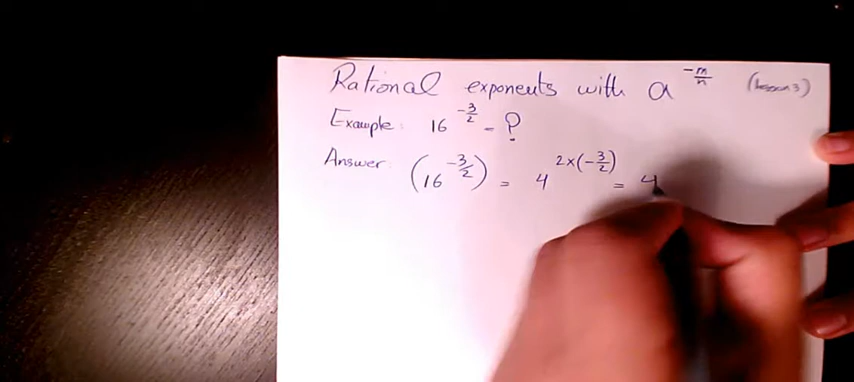 Rational exponents with a^{-m/n} (Lesson 3)
Example: 16^{-3/2} = ?
Answer: (16^{-3/2}) = 4^{2×(-3/2)} = 4